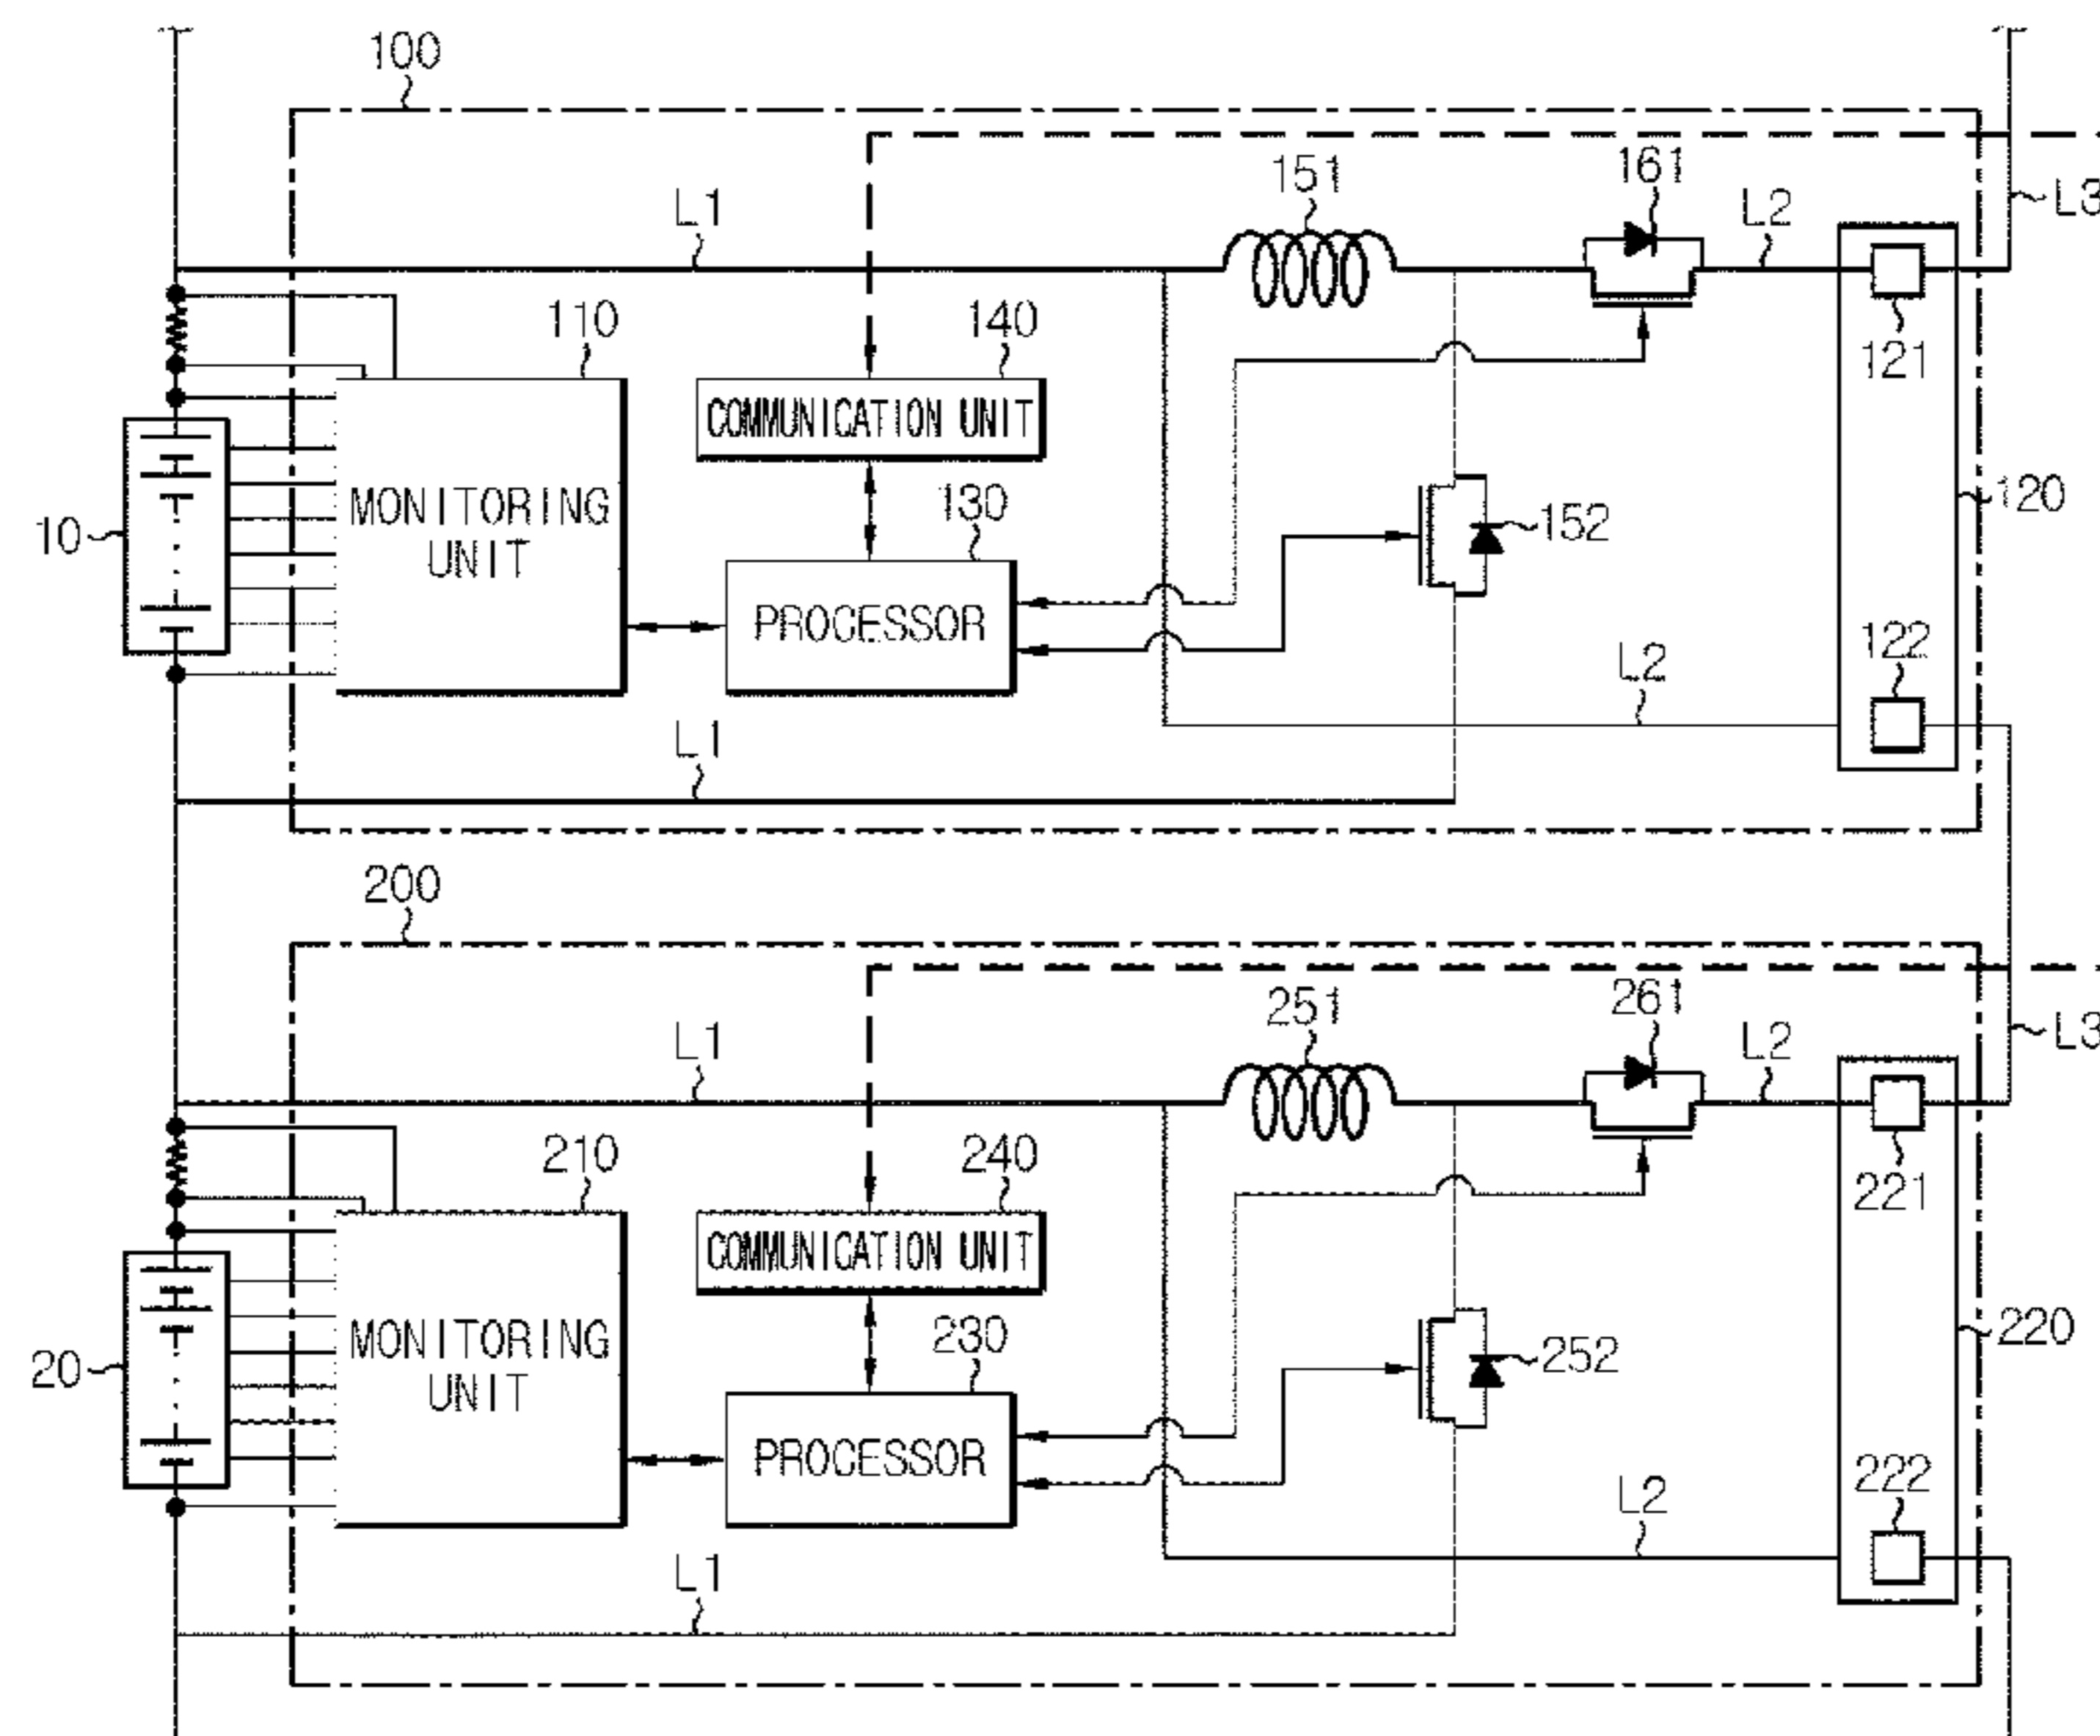 100
151
161
L1
L2
L3
110
140
121
COMMUNICATION UNIT
MONITORING
UNIT
130
10
152
120
PROCESSOR
122
L2
L1
200
251
261
L1
L2
L3
210
240
221
COMMUNICATION UNIT
MONITORING
UNIT
230
20
252
220
PROCESSOR
222
L2
L1